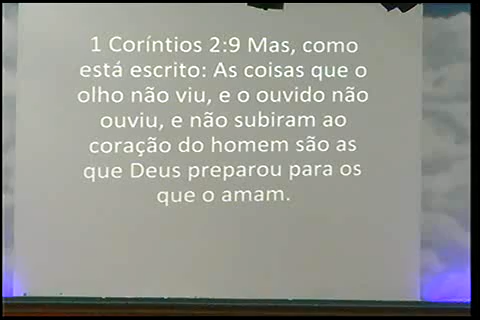 1 Coríntios 2:9 Mas, como
está escrito: As coisas que o
olho não viu, e o ouvido não
ouviu, e não subiram ao
coração do homem são as
que Deus preparou para os
que o amam.